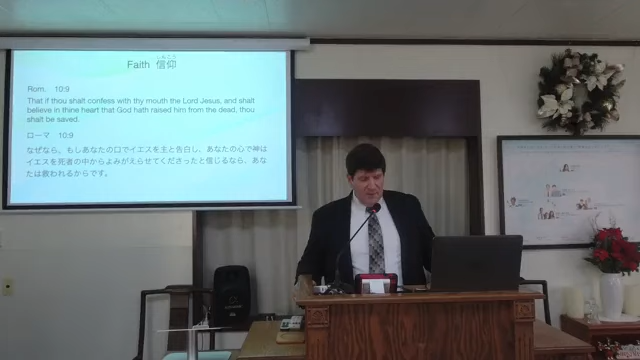 Faith 信仰
しんこう
Rom. 10:9
That if thou shalt confess with thy mouth the Lord Jesus, and shalt
believe in thine heart that God hath raised him from the dead, thou
shalt be saved.
ローマ 10:9
なぜなら、もしあなたの口でイエスを主と告白し、あなたの心で神は
イエスを死者の中からよみがえらせてくださったと信じるなら、あな
たは救われるからです。